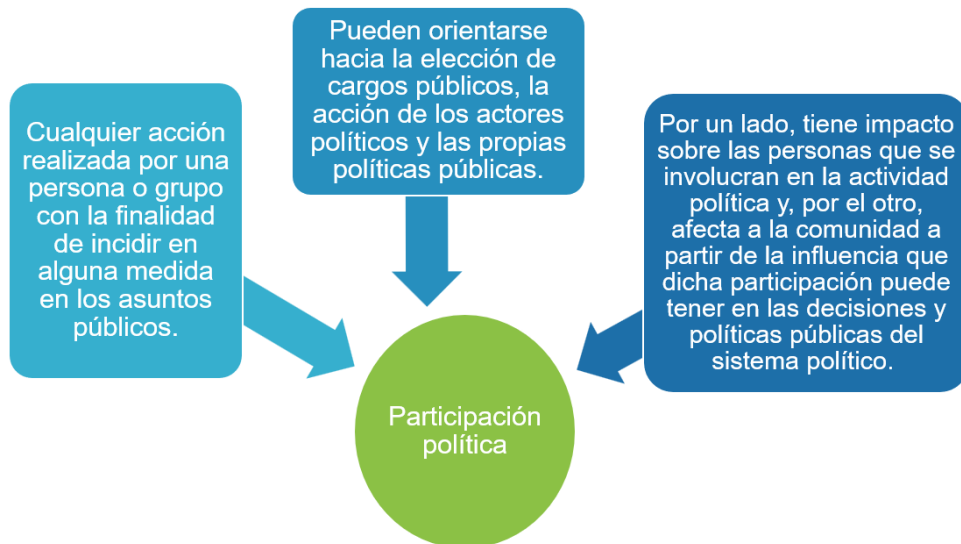 Cualquier acción
realizada por una
persona o grupo
con la finalidad
de incidir en
alguna medida
en los asuntos
públicos.
Pueden orientarse
hacia la elección de
cargos públicos, la
acción de los actores
políticos y las propias
políticas públicas.
Por un lado, tiene impacto
sobre las personas que se
involucran en la actividad
política y, por el otro,
afecta a la comunidad a
partir de la influencia que
dicha participación puede
tener en las decisiones y
políticas públicas del
sistema político.
Participación
política